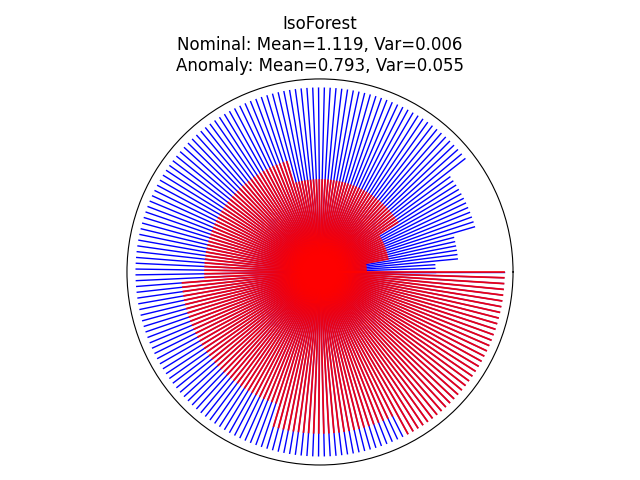 IsoForest
Nominal: Mean=1.119, Var=0.006
Anomaly: Mean=0.793, Var=0.055